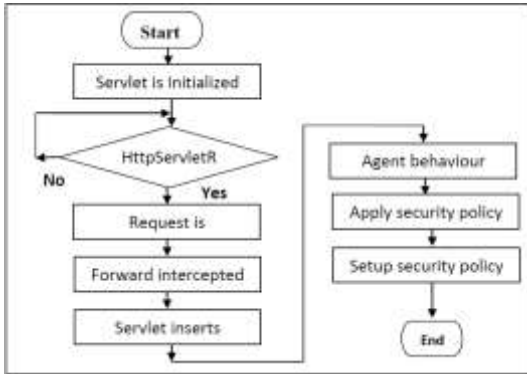 Start
Servlet is Initialized
HttpServletR
No
Yes
Request is
Forward intercepted
Servlet inserts
Agent behaviour
Apply security policy
Setup security policy
End